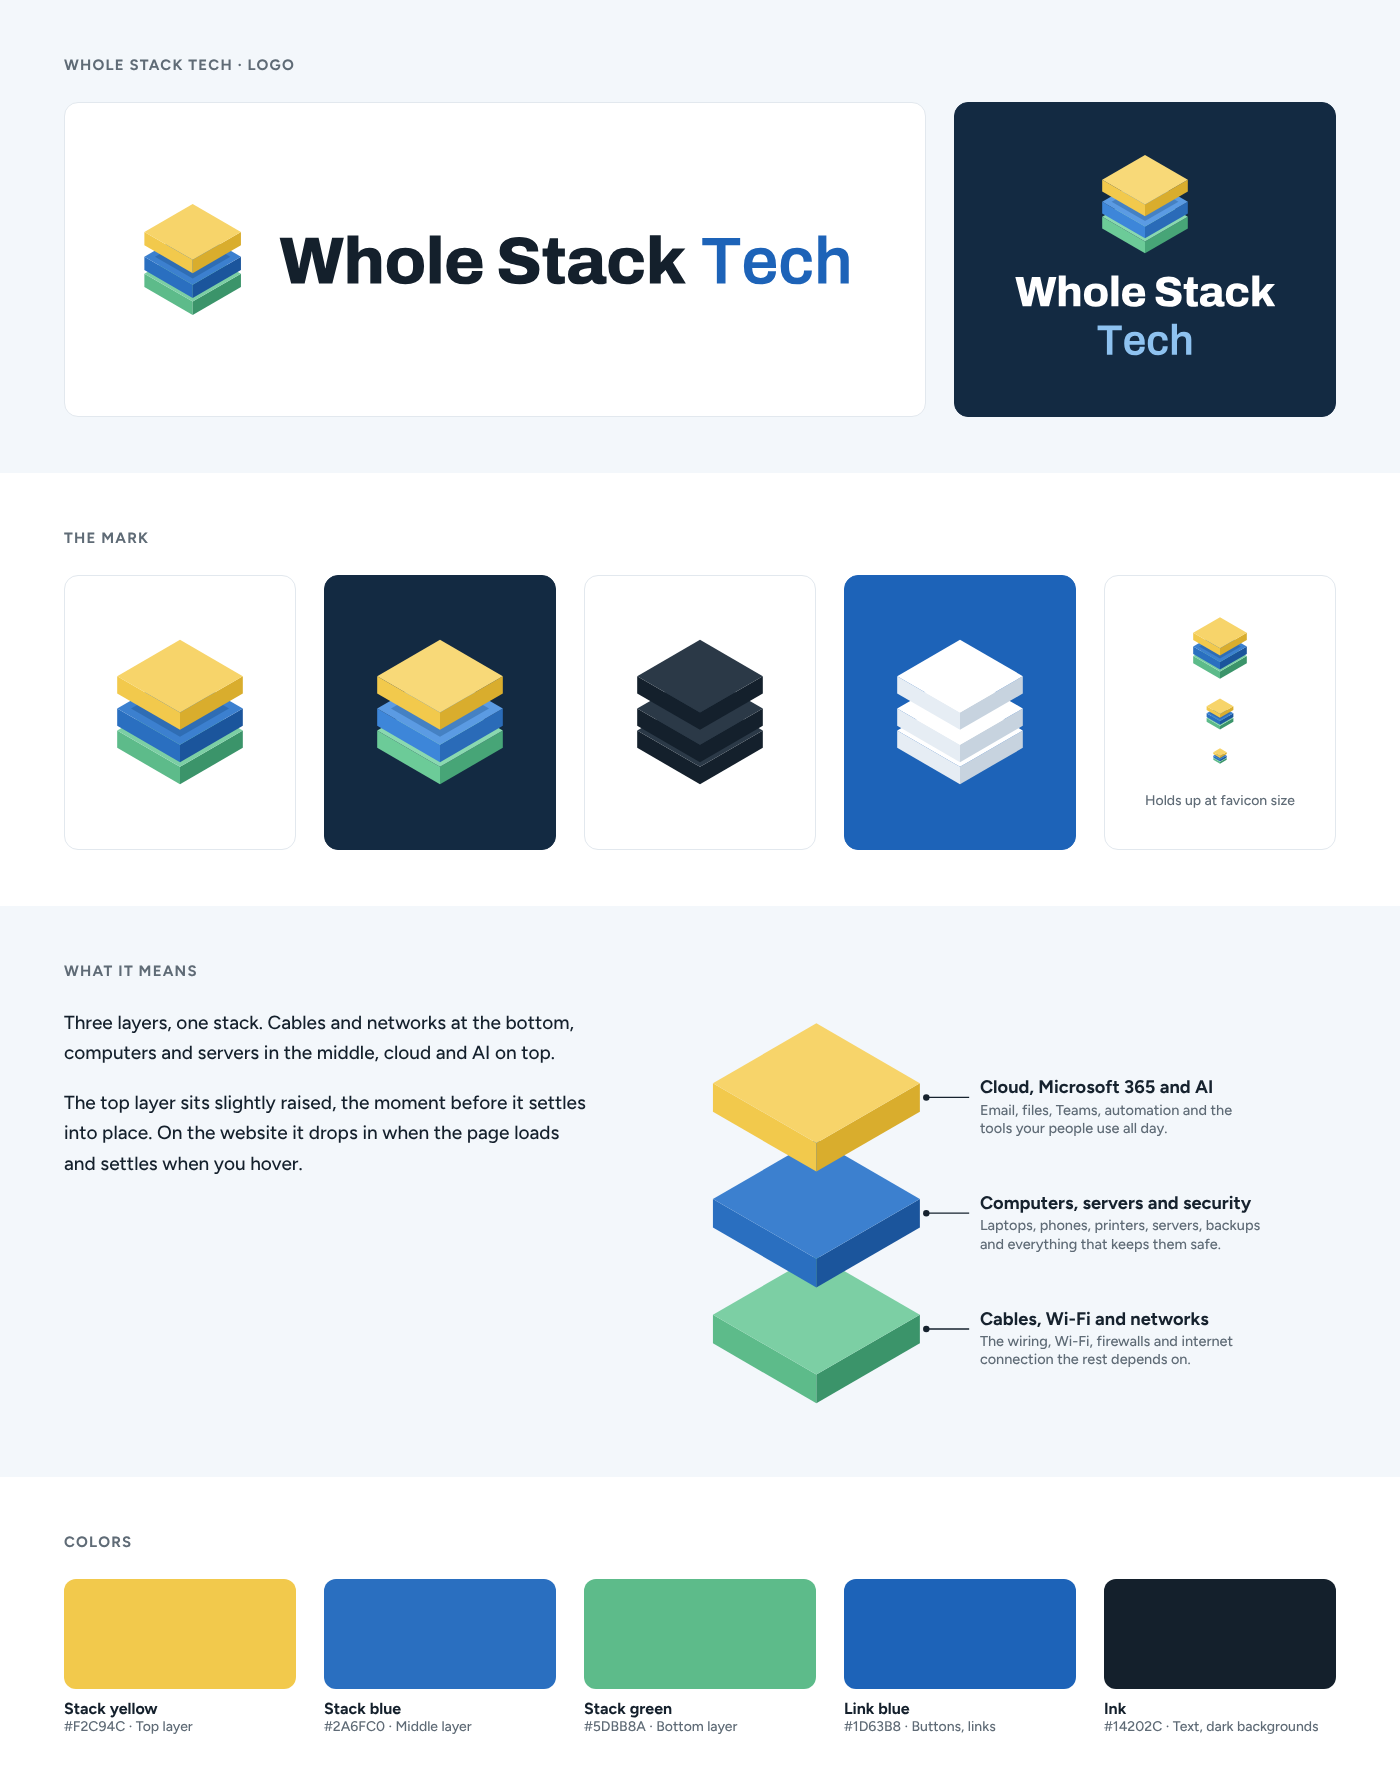 WHOLE STACK TECH · LOGO
Whole Stack Tech
Whole Stack
Tech
THE MARK
Holds up at favicon size
WHAT IT MEANS
Three layers, one stack. Cables and networks at the bottom,
computers and servers in the middle, cloud and AI on top.
The top layer sits slightly raised, the moment before it settles
into place. On the website it drops in when the page loads
and settles when you hover.
Cloud, Microsoft 365 and AI
Email, files, Teams, automation and the
tools your people use all day.
Computers, servers and security
Laptops, phones, printers, servers, backups
and everything that keeps them safe.
Cables, Wi-Fi and networks
The wiring, Wi-Fi, firewalls and internet
connection the rest depends on.
COLORS
Stack yellow
#F2C94C · Top layer
Stack blue
#2A6FC0 · Middle layer
Stack green
#5DBB8A · Bottom layer
Link blue
#1D63B8 · Buttons, links
Ink
#14202C · Text, dark backgrounds